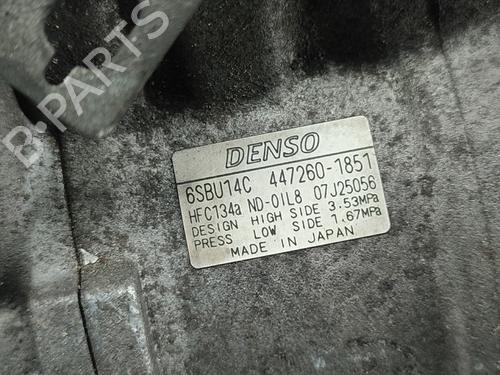 B-PARTS
DENSO
6SBU14C 447260-1851
HFC134a ND-OIL8 07J25056
DESIGN HIGH SIDE 3.53MPa
PRESS LOW SIDE 1.67MPa
MADE IN JAPAN